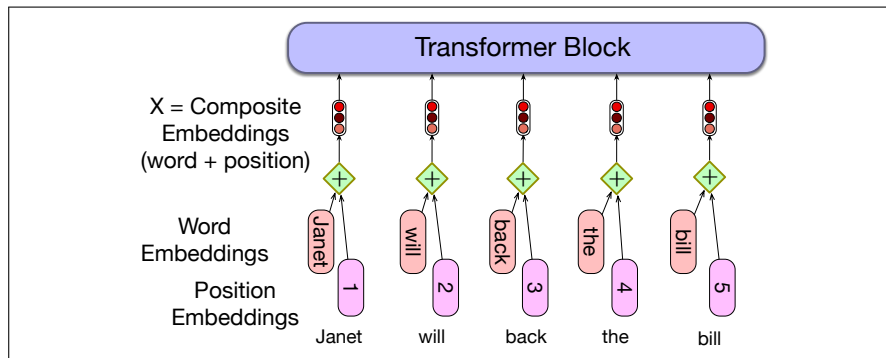 Transformer Block
X = Composite
Embeddings
(word + position)
+ + + + +
Word
Embeddings
Janet will back the bill
Position
Embeddings
1 2 3 4 5
Janet will back the bill